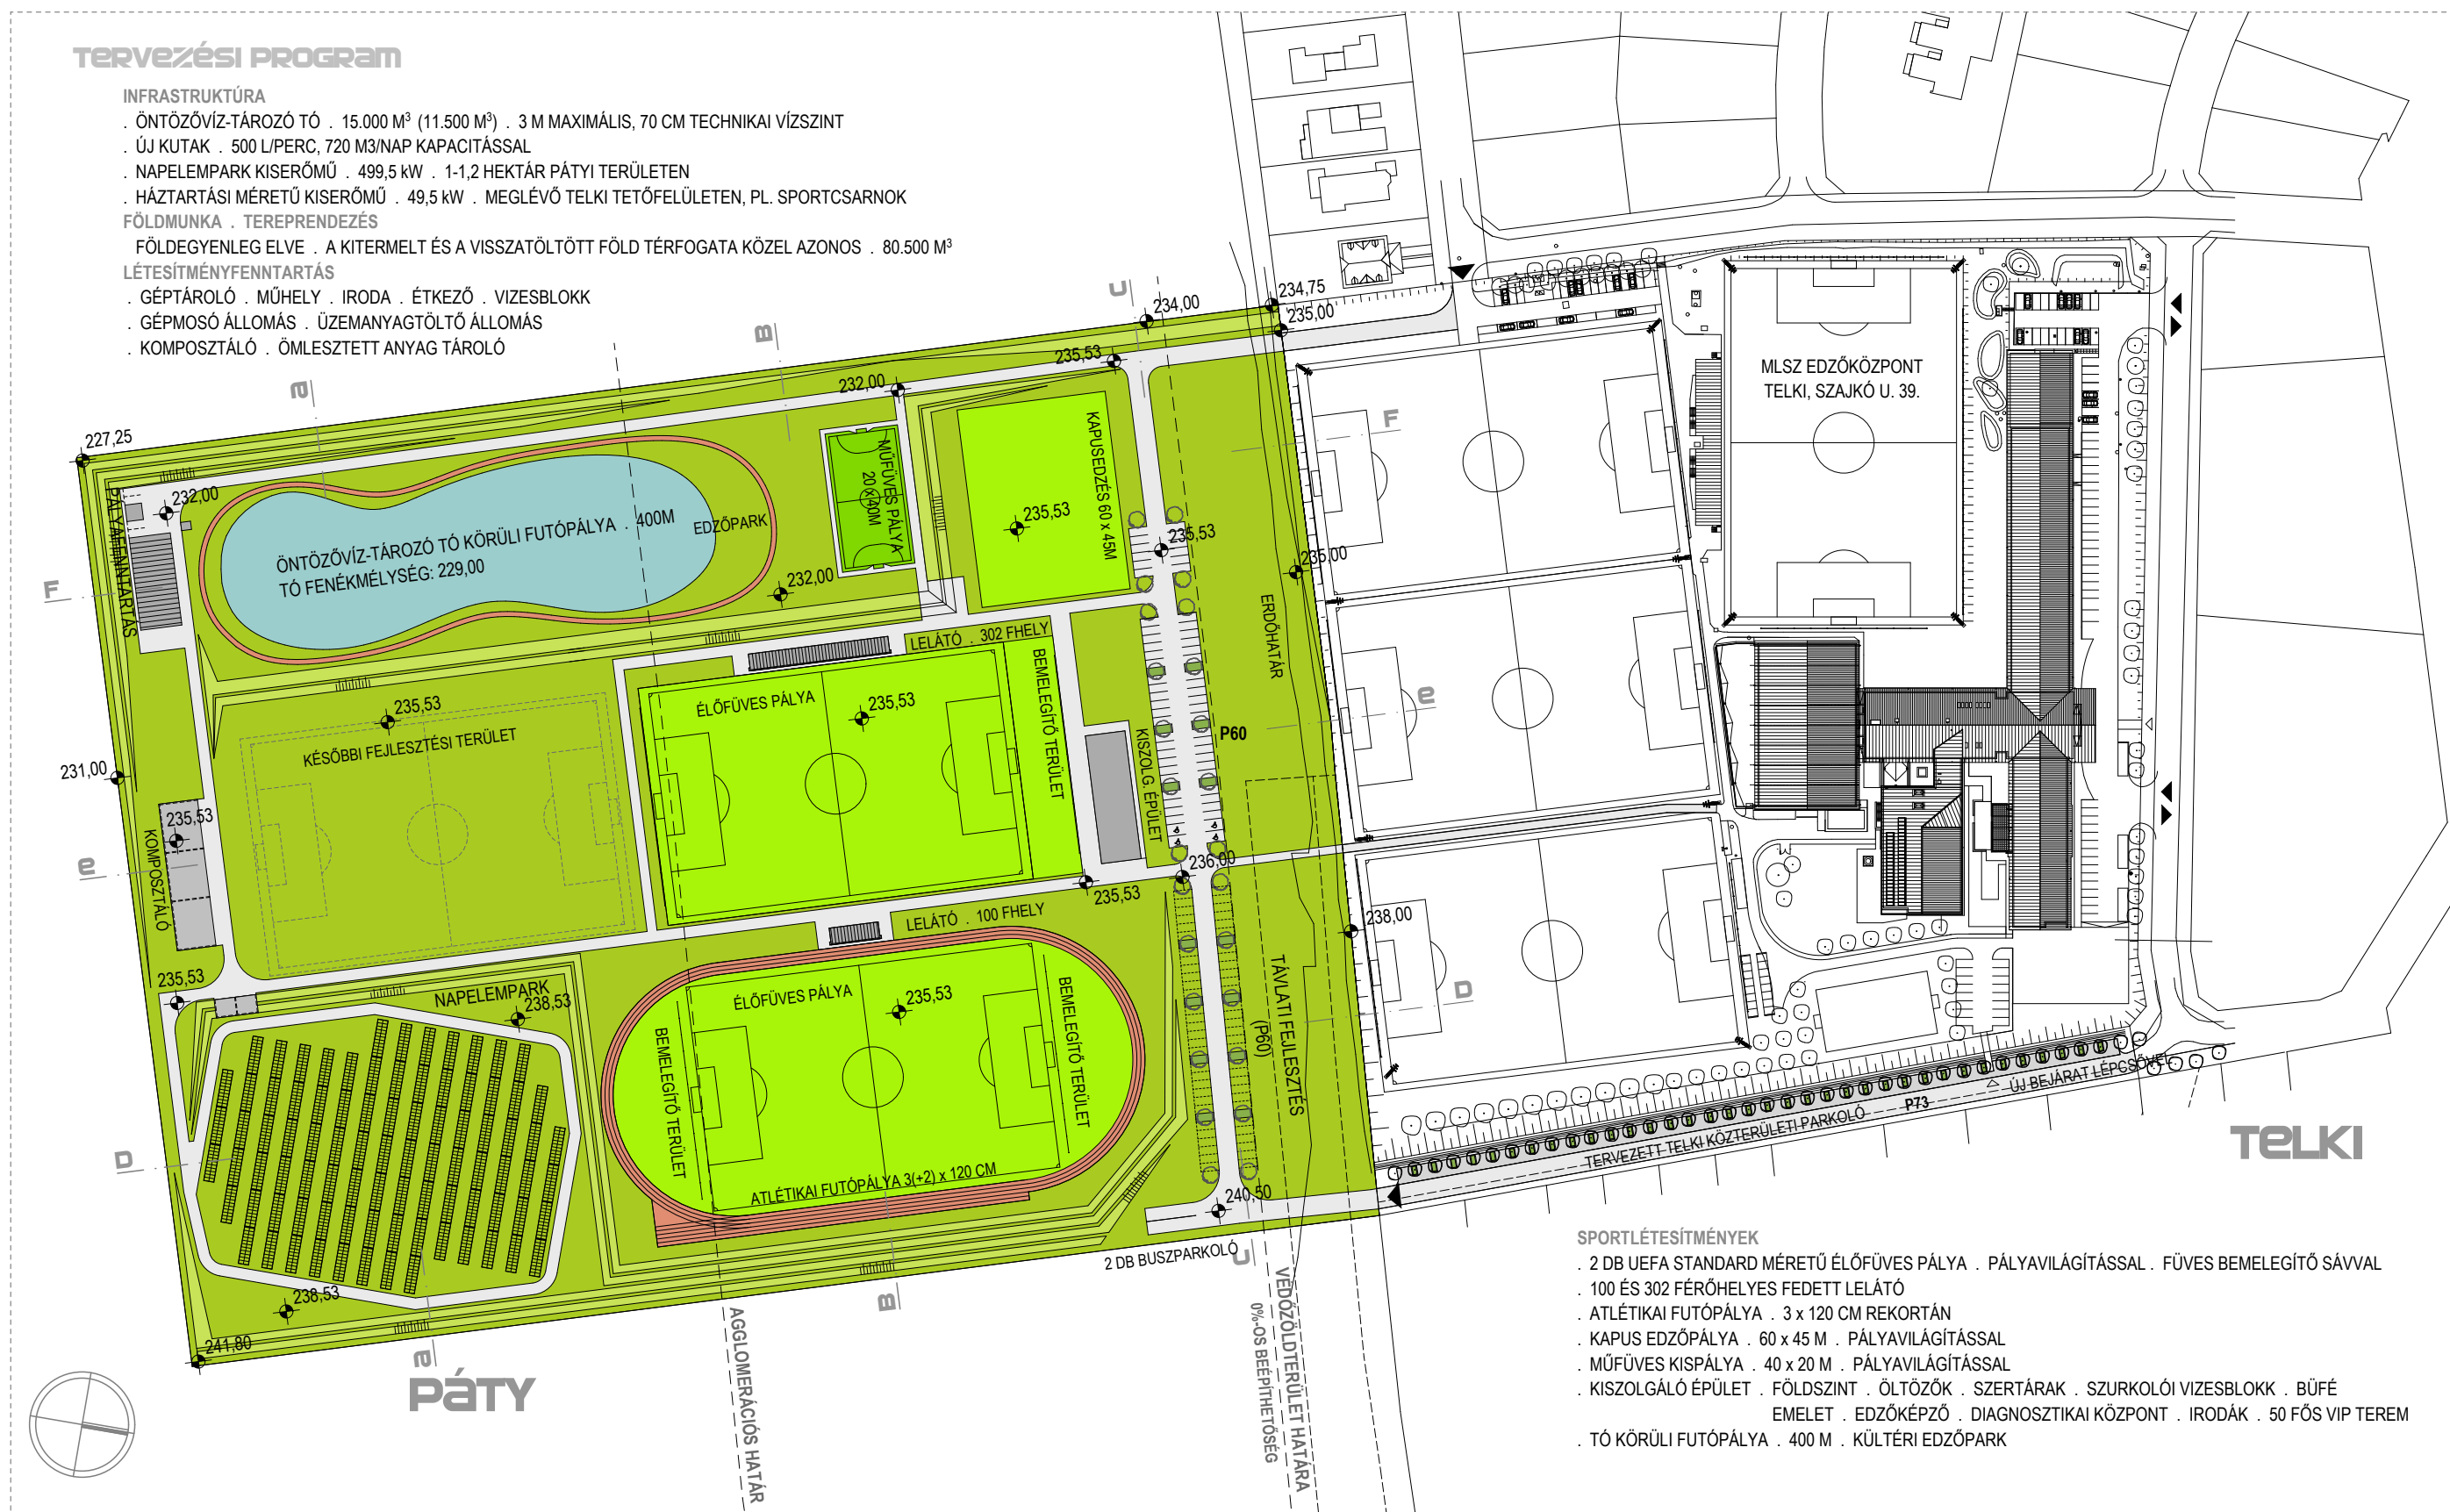 TERVEZÉSI PROGRAM
INFRASTRUKTÚRA
. ÖNTÖZŐVÍZ-TÁROZÓ TÓ . 15.000 M³ (11.500 M³) . 3 M MAXIMÁLIS, 70 CM TECHNIKAI VÍZSZINT
. ÚJ KUTAK . 500 L/PERC, 720 M3/NAP KAPACITÁSSAL
. NAPELEMPARK KISERŐMŰ . 499,5 kW . 1-1,2 HEKTÁR PÁTYI TERÜLETEN
. HÁZTARTÁSI MÉRETŰ KISERŐMŰ . 49,5 kW . MEGLÉVŐ TELKI TETŐFELÜLETEN, PL. SPORTCSARNOK
FÖLDMUNKA . TEREPRENDEZÉS
FÖLDEGYENLEG ELVE . A KITERMELT ÉS A VISSZATÖLTÖTT FÖLD TÉRFOGATA KÖZEL AZONOS . 80.500 M³
LÉTESÍTMÉNYFENNTARTÁS
. GÉPTÁROLÓ . MŰHELY . IRODA . ÉTKEZŐ . VIZESBLOKK
. GÉPMOSÓ ÁLLOMÁS . ÜZEMANYAGTÖLTŐ ÁLLOMÁS
. KOMPOSZTÁLÓ . ÖMLESZTETT ANYAG TÁROLÓ
C
234,75
234,00
235,00
B
235,53
a
232,00
MLSZ EDZŐKÖZPONT
TELKI, SZAJKÓ U. 39.
F
227,25
232,00
PÁLYAFENNTARTÁS
MŰFÜVES PÁLYA
20 x 40M
KAPUSEDZÉS 60 x 45M
235,53
235,53
ÖNTÖZŐVÍZ-TÁROZÓ TÓ KÖRÜLI FUTÓPÁLYA . 400M
TÓ FENÉKMÉLYSÉG: 229,00
EDZŐPARK
232,00
235,00
F
ERDŐHATÁR
LELÁTÓ . 302 FHELY
BEMELEGÍTŐ TERÜLET
ÉLŐFÜVES PÁLYA
235,53
235,53
KÉSŐBBI FEJLESZTÉSI TERÜLET
e
P60
KISZOLG. ÉPÜLET
231,00
235,53
KOMPOSZTÁLÓ
e
236,00
235,53
LELÁTÓ . 100 FHELY
238,00
235,53
NAPELEMPARK
238,53
ÉLŐFÜVES PÁLYA
235,53
BEMELEGÍTŐ TERÜLET
BEMELEGÍTŐ TERÜLET
TÁVLATI FEJLESZTÉS
(P60)
D
D
ATLÉTIKAI FUTÓPÁLYA 3(+2) x 120 CM
240,50
2 DB BUSZPARKOLÓ
TERVEZETT TELKI KÖZTERÜLETI PARKOLÓ
P73
ÚJ BEJÁRAT LÉPCSŐVEL
TELKI
238,53
241,80
a
B
C
PÁTY
AGGLOMERÁCIÓS HATÁR
0%-OS BEÉPÍTHETŐSÉG
VÉDŐZÖLDTERÜLET HATÁRA
SPORTLÉTESÍTMÉNYEK
. 2 DB UEFA STANDARD MÉRETŰ ÉLŐFÜVES PÁLYA . PÁLYAVILÁGÍTÁSSAL . FÜVES BEMELEGÍTŐ SÁVVAL
. 100 ÉS 302 FÉRŐHELYES FEDETT LELÁTÓ
. ATLÉTIKAI FUTÓPÁLYA . 3 x 120 CM REKORTÁN
. KAPUS EDZŐPÁLYA . 60 x 45 M . PÁLYAVILÁGÍTÁSSAL
. MŰFÜVES KISPÁLYA . 40 x 20 M . PÁLYAVILÁGÍTÁSSAL
. KISZOLGÁLÓ ÉPÜLET . FÖLDSZINT . ÖLTÖZŐK . SZERTÁRAK . SZURKOLÓI VIZESBLOKK . BÜFÉ
EMELET . EDZŐKÉPZŐ . DIAGNOSZTIKAI KÖZPONT . IRODÁK . 50 FŐS VIP TEREM
. TÓ KÖRÜLI FUTÓPÁLYA . 400 M . KÜLTÉRI EDZŐPARK